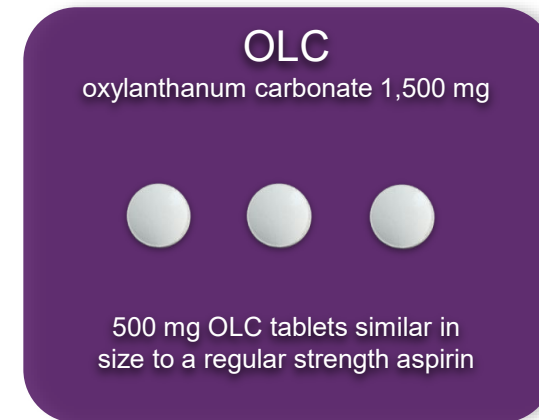 OLC
oxylanthanum carbonate 1,500 mg
500 mg OLC tablets similar in
size to a regular strength aspirin